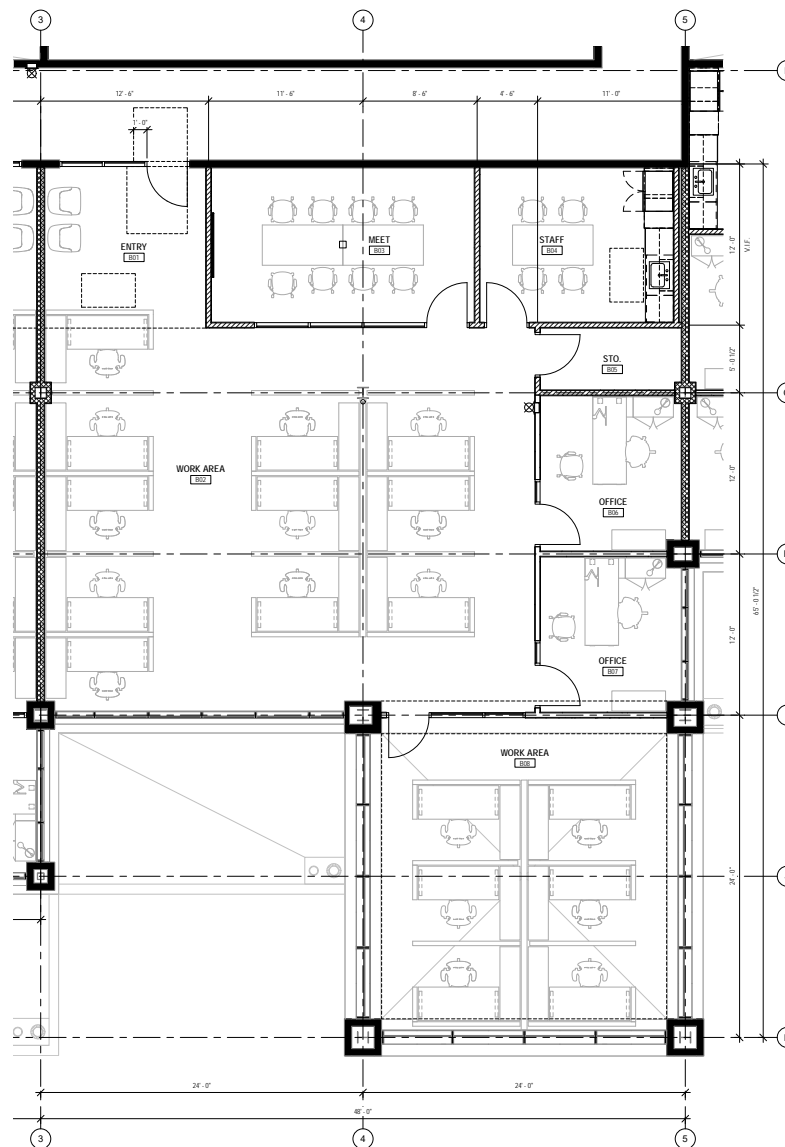 3 4 5
12' - 6" 11' - 6" 8' - 6" 4' - 6" 11' - 0"
1' - 0"
ENTRY
B01
MEET
B03
STAFF
B04
12' - 0"
V.I.F.
STO.
B05
5' - 0 1/2"
WORK AREA
B02
OFFICE
B06
12' - 0"
65' - 0 1/2"
OFFICE
B07
12' - 0"
WORK AREA
B08
24' - 0"
24' - 0" 24' - 0"
48' - 0"
3 4 5